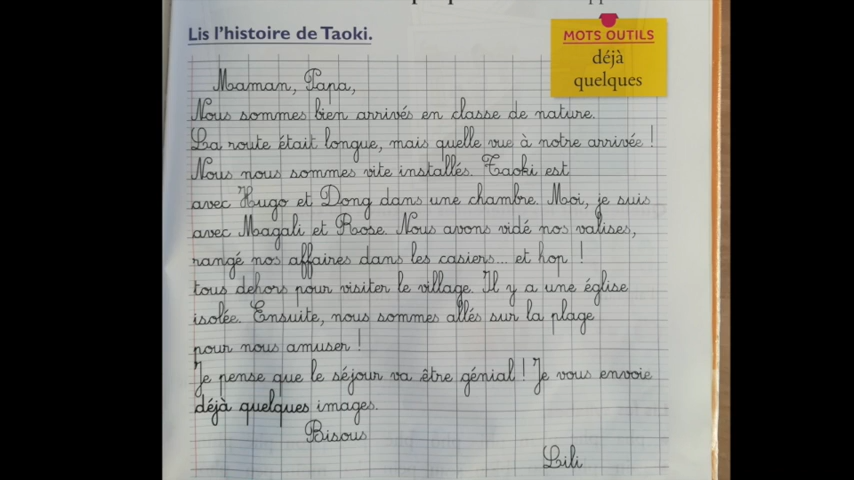 Lis l'histoire de Taoki.
MOTS OUTILS
déjà
quelques
Maman, Papa,
Nous sommes bien arrivés en classe de nature.
La route était longue, mais quelle vue à notre arrivée !
Nous nous sommes vite installés. Taoki est
avec Hugo et Dong dans une chambre. Moi, je suis
avec Magali et Rose. Nous avons vidé nos valises,
rangé nos affaires dans les casiers... et hop !
tous dehors pour visiter le village. Il y a une église
isolée. Ensuite, nous sommes allés sur la plage
pour nous amuser !
Je pense que le séjour va être génial ! Je vous envoie
déjà quelques images.
Bisous
Lili